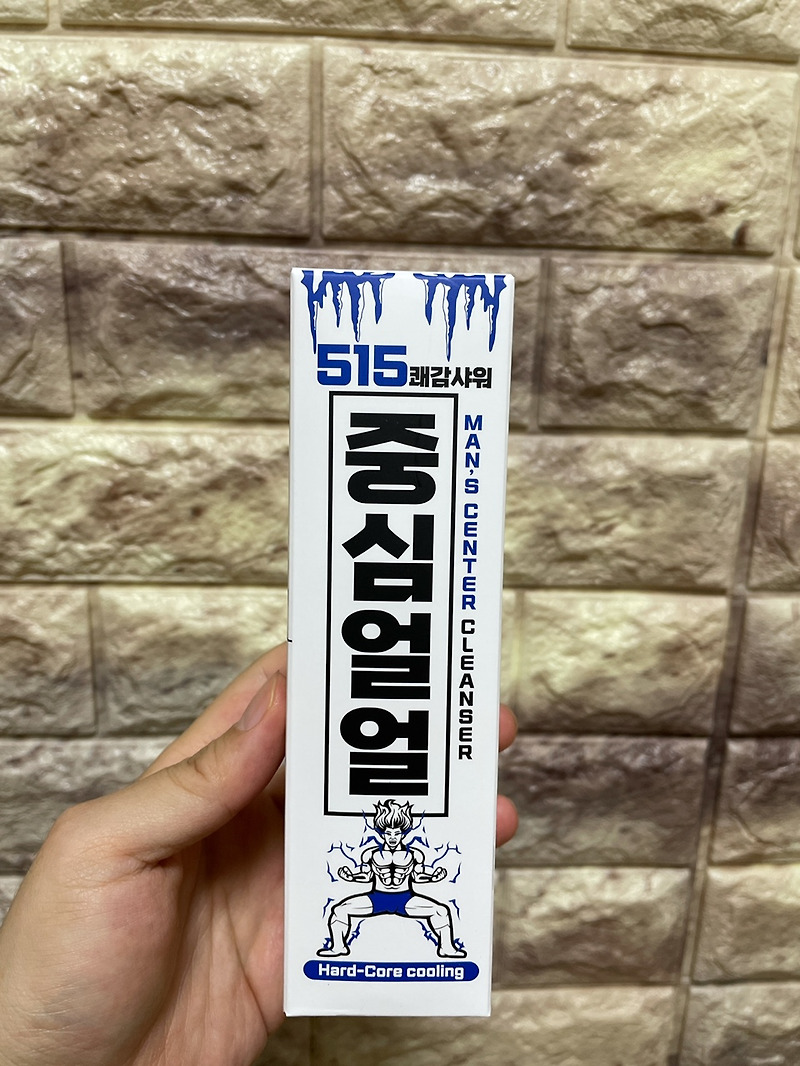 515쾌감샤워
중심얼얼
MAN'S CENTER CLEANSER
Hard-Core cooling